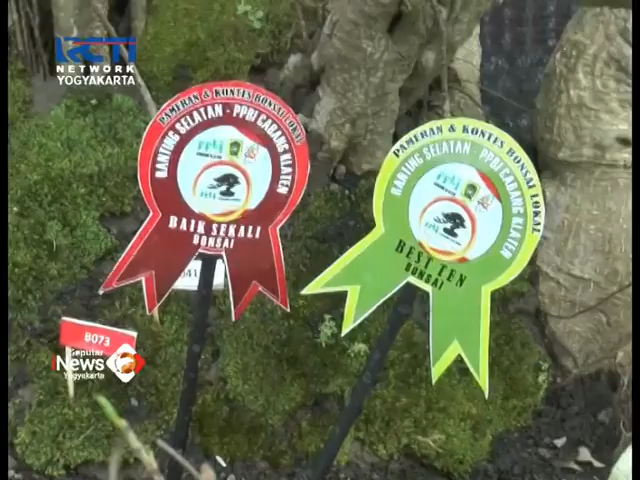 RCTI
NETWORK
YOGYAKARTA
PAMERAN & KONTES BONSAI LOKAL
RANTING SELATAN - PPBI CABANG KLATEN
BAIK SEKALI
BONSAI
PAMERAN & KONTES BONSAI LOKAL
RANTING SELATAN - PPBI CABANG KLATEN
BEST TEN
BONSAI
B073
Seputar
News
Yogyakarta